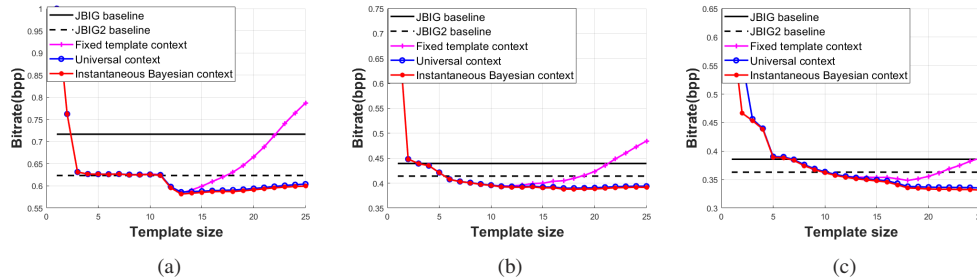 1
0.95
0.9
0.85
0.8
0.75
0.7
0.65
0.6
0.55
Bitrate(bpp)
JBIG baseline
JBIG2 baseline
Fixed template context
Universal context
Instantaneous Bayesian context
0 5 10 15 20 25
Template size
(a)
0.75
0.7
0.65
0.6
0.55
0.5
0.45
0.4
0.35
Bitrate(bpp)
JBIG baseline
JBIG2 baseline
Fixed template context
Universal context
Instantaneous Bayesian context
0 5 10 15 20 25
Template size
(b)
0.7
0.65
0.6
0.55
0.5
0.45
0.4
0.35
0.3
Bitrate(bpp)
JBIG baseline
JBIG2 baseline
Fixed template context
Universal context
Instantaneous Bayesian context
0 5 10 15 20
Template size
(c)